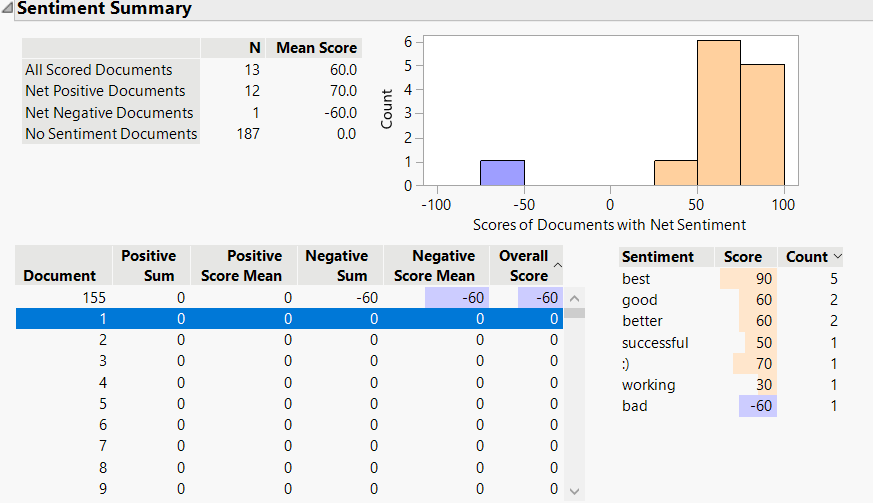 Sentiment Summary
N Mean Score
All Scored Documents 13 60.0
Net Positive Documents 12 70.0
Net Negative Documents 1 -60.0
No Sentiment Documents 187 0.0
Count
6
5
4
3
2
1
0
-100 -50 0 50 100
Scores of Documents with Net Sentiment
Document Positive Sum Positive Score Mean Negative Sum Negative Score Mean Overall Score
155 0 0 -60 -60 -60
1 0 0 0 0 0
2 0 0 0 0 0
3 0 0 0 0 0
4 0 0 0 0 0
5 0 0 0 0 0
6 0 0 0 0 0
7 0 0 0 0 0
8 0 0 0 0 0
9 0 0 0 0 0
Sentiment Score Count
best 90 5
good 60 2
better 60 2
successful 50 1
:) 70 1
working 30 1
bad -60 1